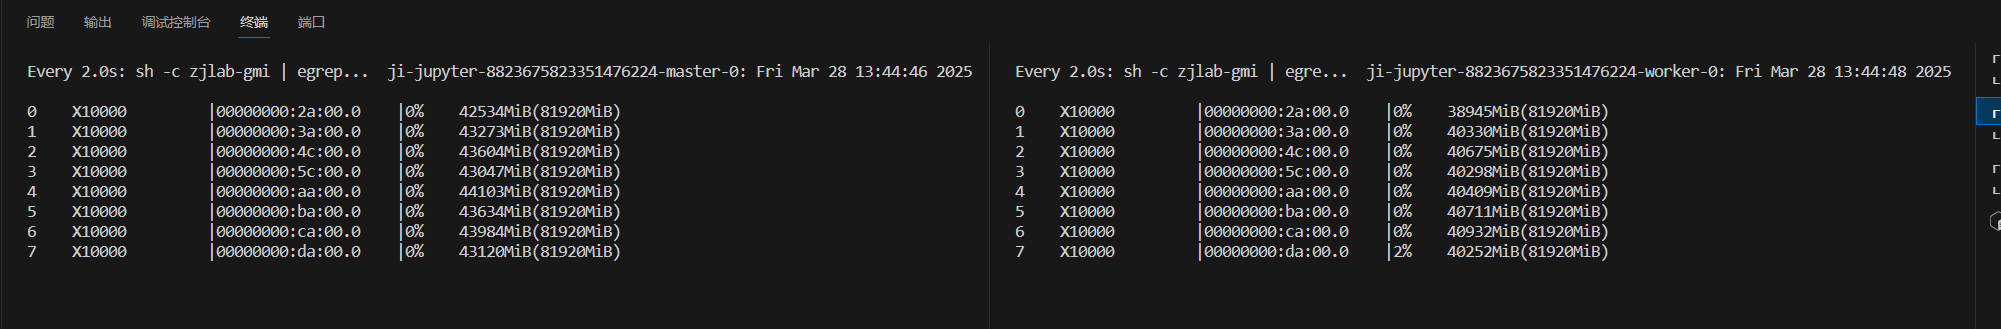 问题 输出 调试控制台 终端 端口
Every 2.0s: sh -c zjlab-gmi | egrep... ji-jupyter-8823675823351476224-master-0: Fri Mar 28 13:44:46 2025
0 X10000 |00000000:2a:00.0 |0% 42534MiB(81920MiB)
1 X10000 |00000000:3a:00.0 |0% 43273MiB(81920MiB)
2 X10000 |00000000:4c:00.0 |0% 43604MiB(81920MiB)
3 X10000 |00000000:5c:00.0 |0% 43047MiB(81920MiB)
4 X10000 |00000000:aa:00.0 |0% 44103MiB(81920MiB)
5 X10000 |00000000:ba:00.0 |0% 43634MiB(81920MiB)
6 X10000 |00000000:ca:00.0 |0% 43984MiB(81920MiB)
7 X10000 |00000000:da:00.0 |0% 43120MiB(81920MiB)
Every 2.0s: sh -c zjlab-gmi | egre... ji-jupyter-8823675823351476224-worker-0: Fri Mar 28 13:44:48 2025
0 X10000 |00000000:2a:00.0 |0% 38945MiB(81920MiB)
1 X10000 |00000000:3a:00.0 |0% 40330MiB(81920MiB)
2 X10000 |00000000:4c:00.0 |0% 40675MiB(81920MiB)
3 X10000 |00000000:5c:00.0 |0% 40298MiB(81920MiB)
4 X10000 |00000000:aa:00.0 |0% 40409MiB(81920MiB)
5 X10000 |00000000:ba:00.0 |0% 40711MiB(81920MiB)
6 X10000 |00000000:ca:00.0 |0% 40932MiB(81920MiB)
7 X10000 |00000000:da:00.0 |2% 40252MiB(81920MiB)